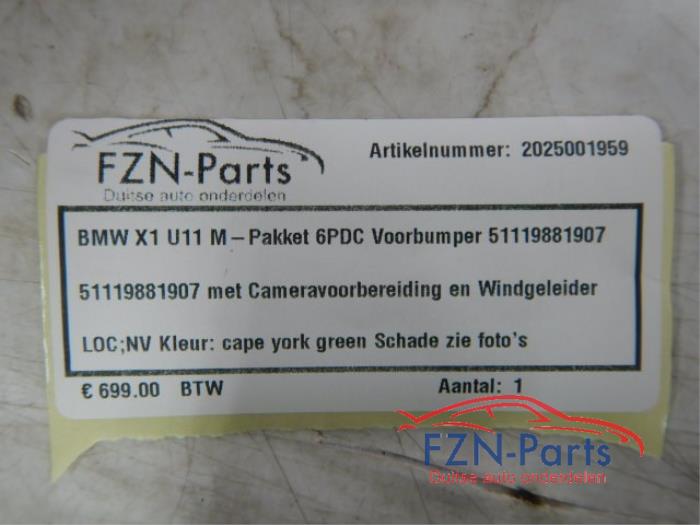 FZN-Parts
Duitse auto onderdelen
Artikelnummer: 2025001959
BMW X1 U11 M-Pakket 6PDC Voorbumper 51119881907
51119881907 met Cameravoorbereiding en Windgeleider
LOC;NV Kleur: cape york green Schade zie foto's
€ 699.00 BTW
Aantal: 1
FZN-Parts
Duitse auto onderdelen